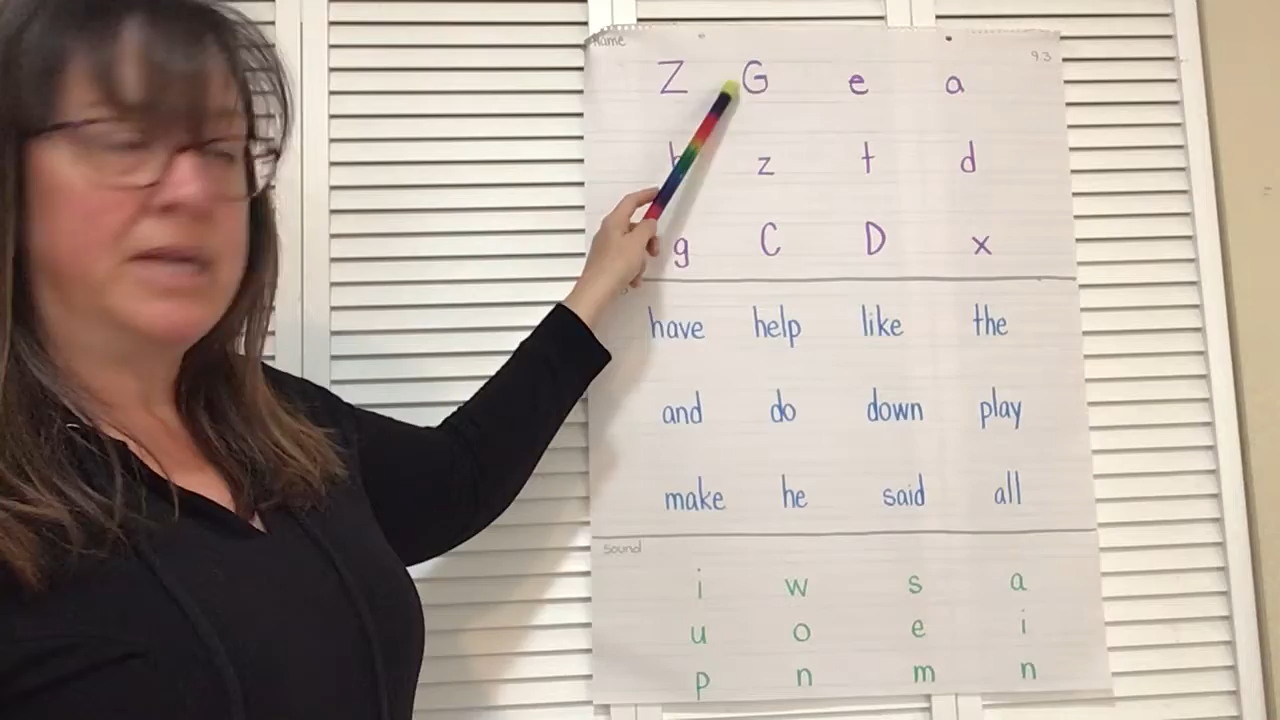 Name
93
Z G e a
z t d
g C D x
have help like the
and do down play
make he said all
sound
i w s a
u o e i
p n m n